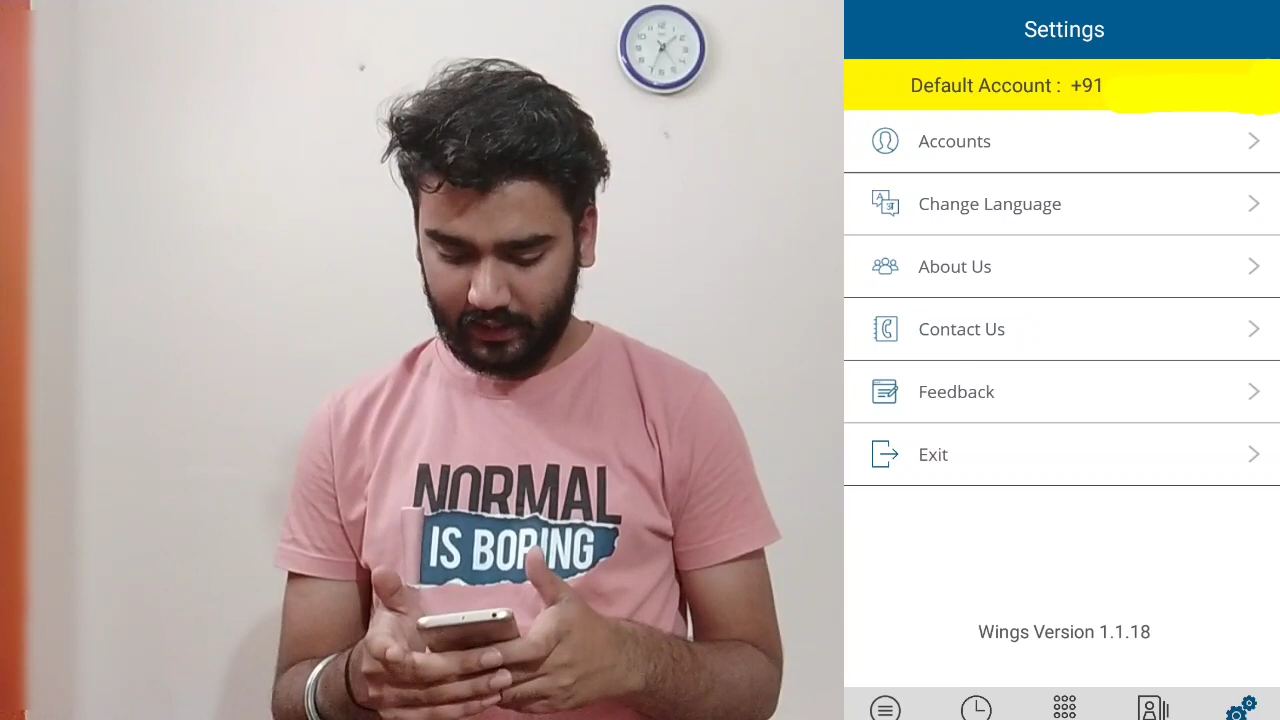 NORMAL
IS BORING
Settings
Default Account : +91
Accounts
Change Language
About Us
Contact Us
Feedback
Exit
Wings Version 1.1.18